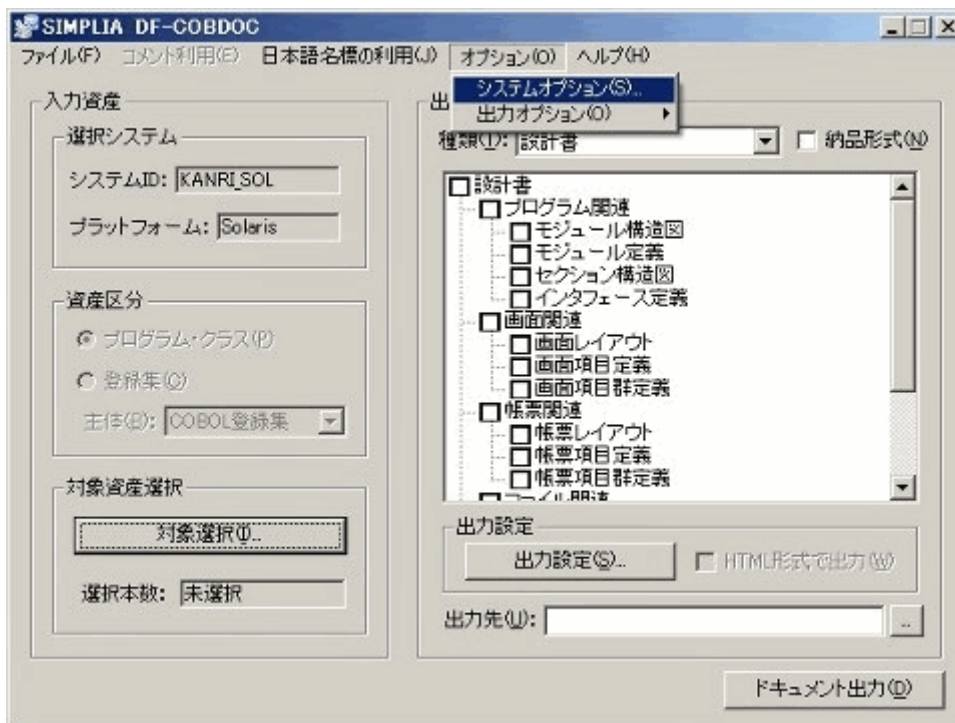 SIMPLIA DF-COBDOC
ファイル(F) コメント利用(E) 日本語名標の利用(J) オプション(O) ヘルプ(H)
システムオプション(S)...
出力オプション(O)
入力資産
選択システム
システムID: KANRI_SOL
プラットフォーム: Solaris
資産区分
プログラム・クラス(P)
登録集(C)
主体(B): COBOL登録集
対象資産選択
対象選択(I)...
選択本数: 未選択
出
種類(T): 設計書 納品形式(N)
設計書
プログラム関連
モジュール構造図
モジュール定義
セクション構造図
インタフェース定義
画面関連
画面レイアウト
画面項目定義
画面項目群定義
帳票関連
帳票レイアウト
帳票項目定義
帳票項目群定義
ファイル関連
出力設定
出力設定(S)... HTML形式で出力(W)
出力先(U): ..
ドキュメント出力(D)